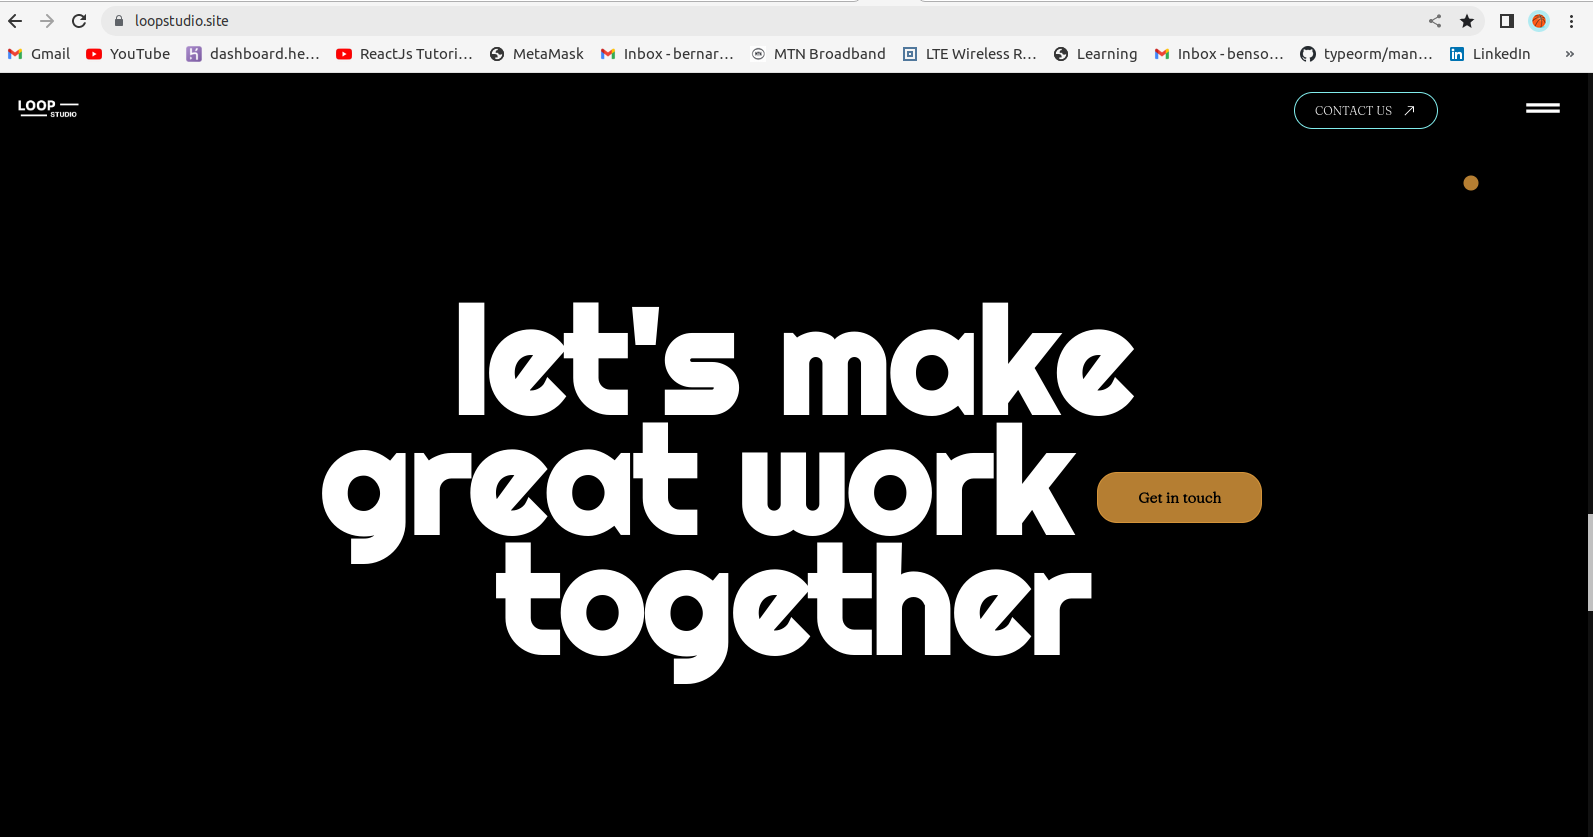 loopstudio.site
Gmail YouTube dashboard.he... ReactJs Tutori... MetaMask Inbox - bernar... MTN Broadband LTE Wireless R... Learning Inbox - benso... typeorm/man... LinkedIn »
LOOP
STUDIO
CONTACT US
let's make
great work
Get in touch
together